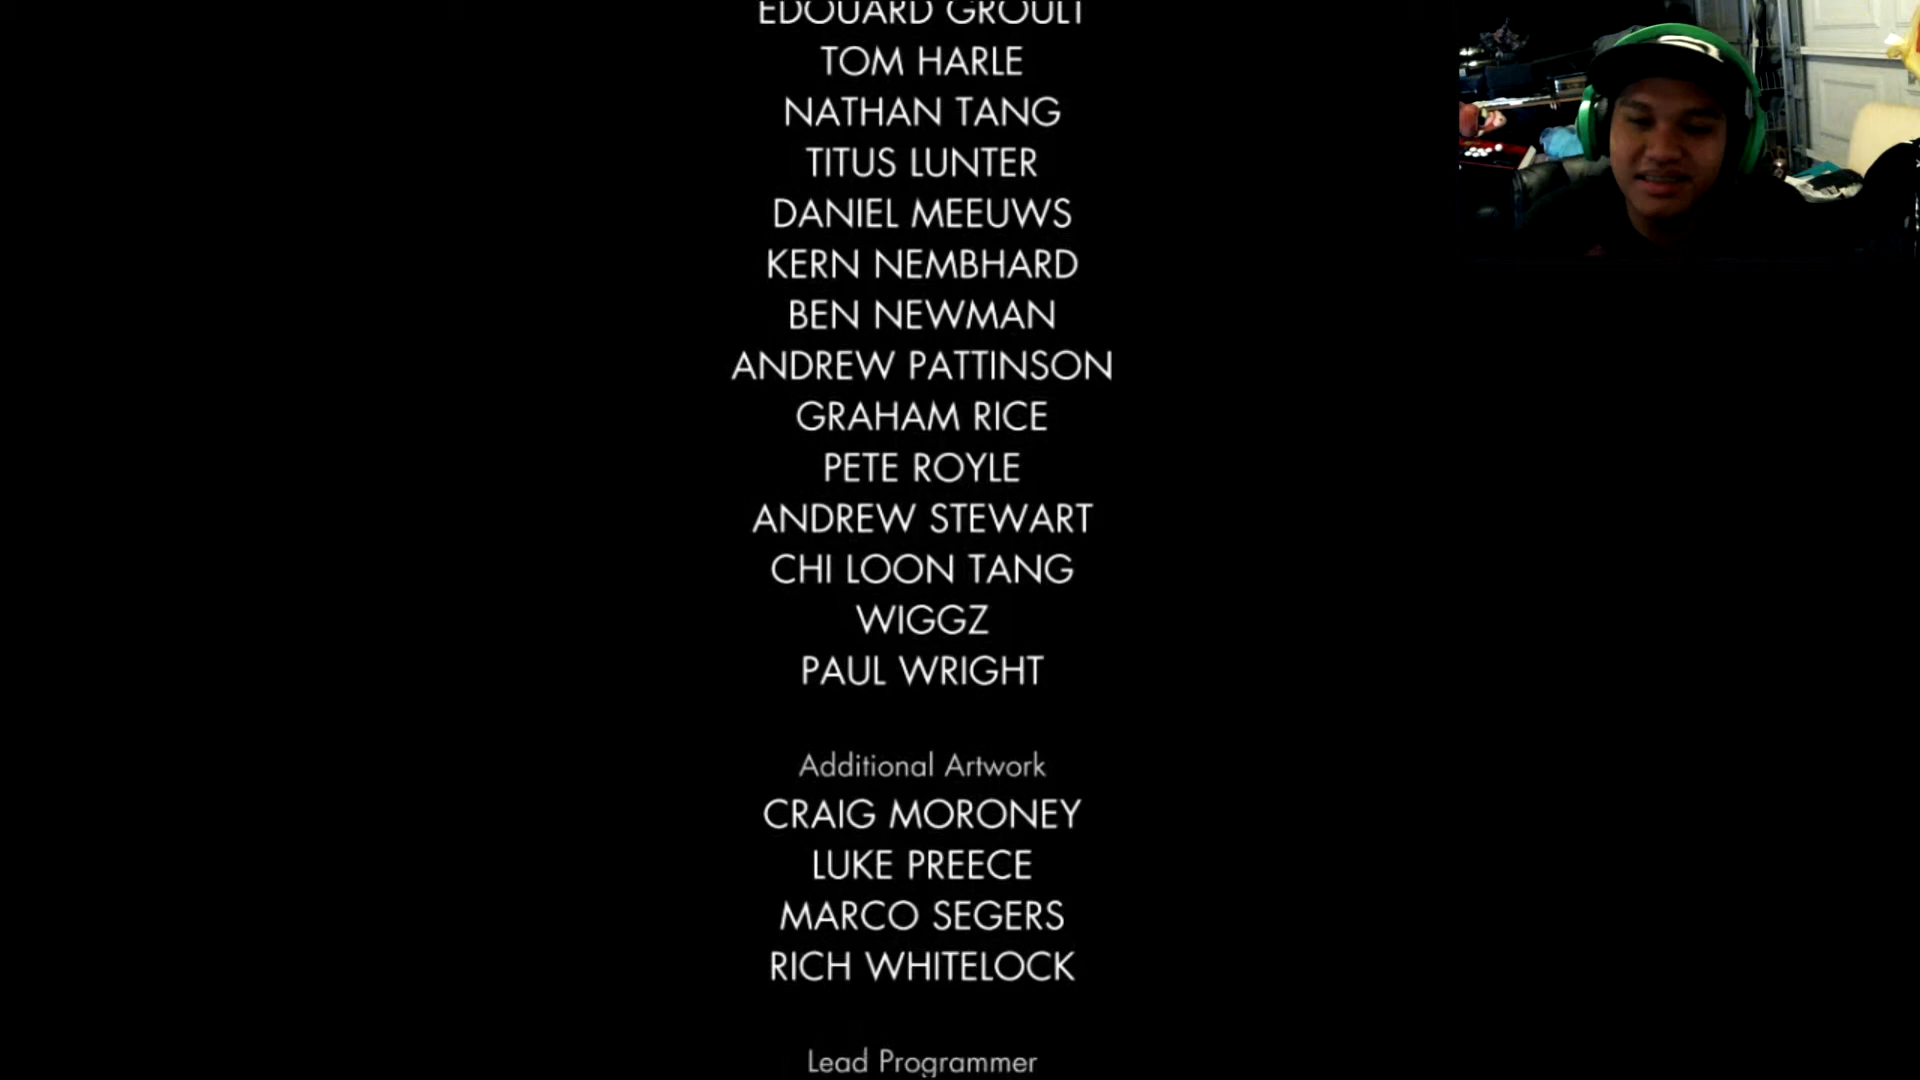 EDOUARD GROULT
TOM HARLE
NATHAN TANG
TITUS LUNTER
DANIEL MEEUWS
KERN NEMBHARD
BEN NEWMAN
ANDREW PATTINSON
GRAHAM RICE
PETE ROYLE
ANDREW STEWART
CHI LOON TANG
WIGGZ
PAUL WRIGHT
Additional Artwork
CRAIG MORONEY
LUKE PREECE
MARCO SEGERS
RICH WHITELOCK
Lead Programmer